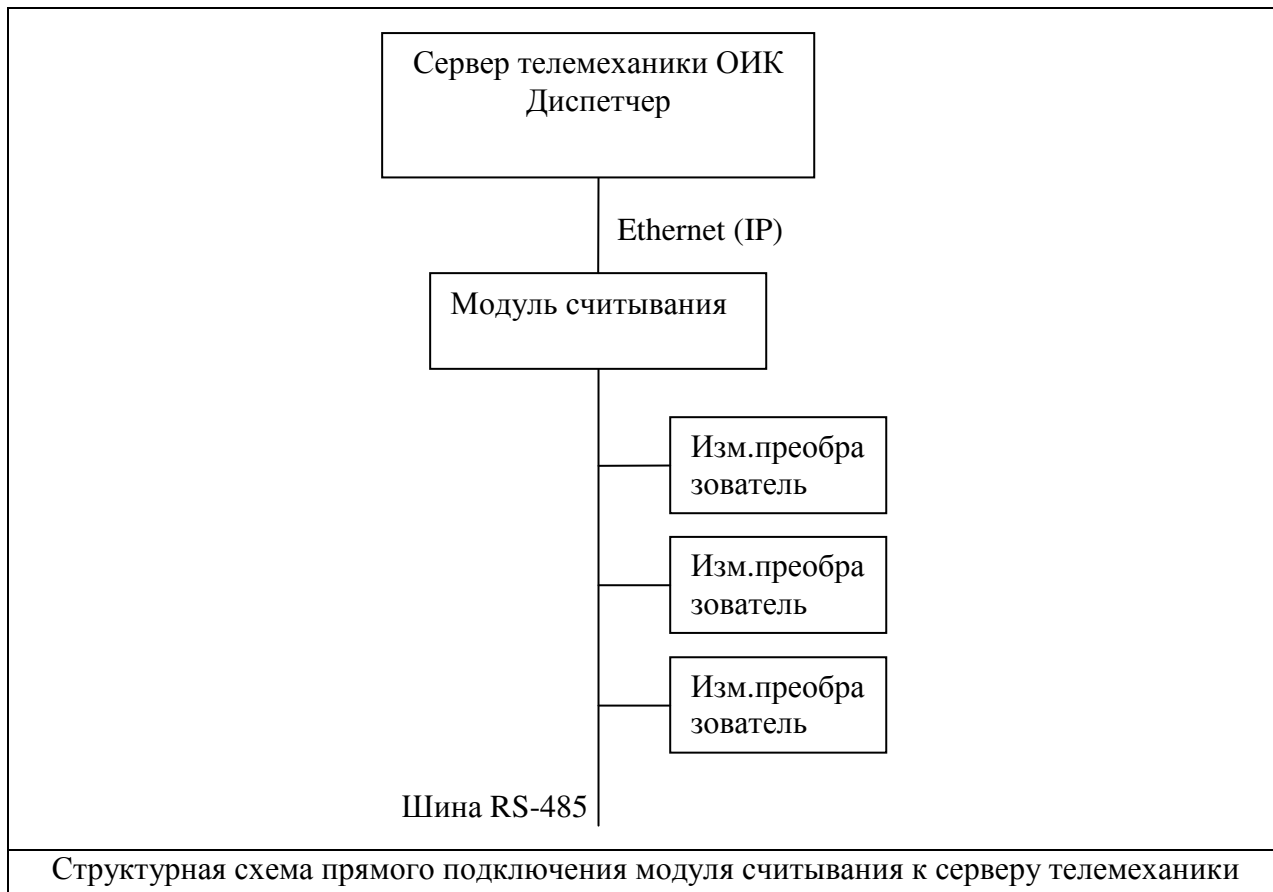 Сервер телемеханики ОИК
Диспетчер
Ethernet (IP)
Модуль считывания
Изм.преобра
зователь
Изм.преобра
зователь
Изм.преобра
зователь
Шина RS-485
Структурная схема прямого подключения модуля считывания к серверу телемеханики